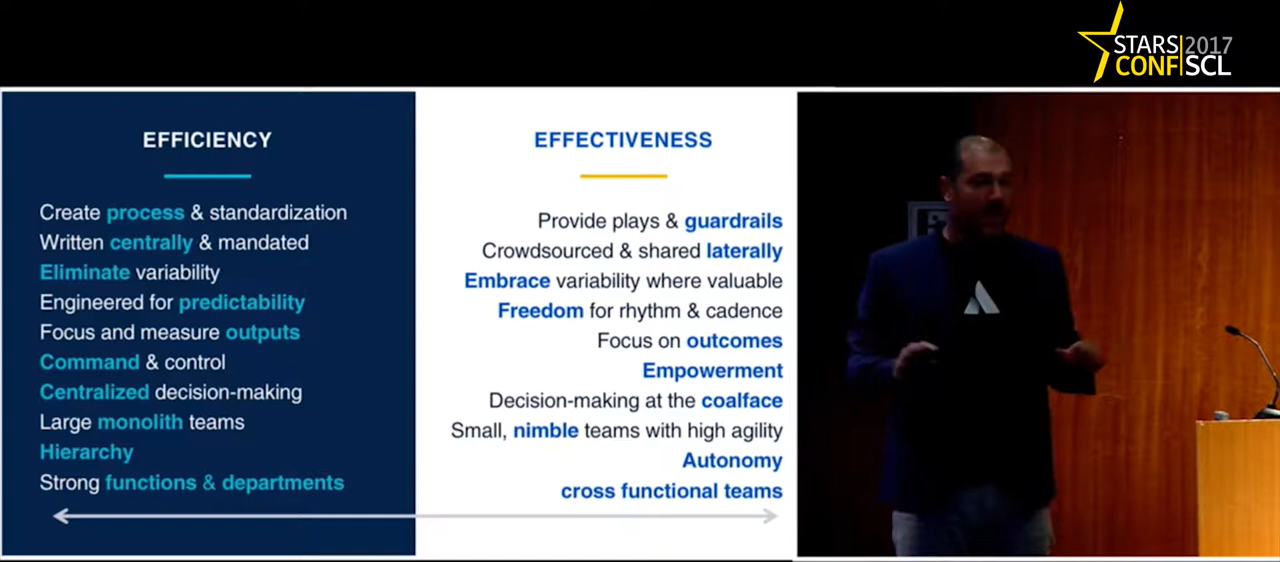 STARS 2017
CONF SCL
EFFICIENCY
Create process & standardization
Written centrally & mandated
Eliminate variability
Engineered for predictability
Focus and measure outputs
Command & control
Centralized decision-making
Large monolith teams
Hierarchy
Strong functions & departments
EFFECTIVENESS
Provide plays & guardrails
Crowdsourced & shared laterally
Embrace variability where valuable
Freedom for rhythm & cadence
Focus on outcomes
Empowerment
Decision-making at the coalface
Small, nimble teams with high agility
Autonomy
cross functional teams